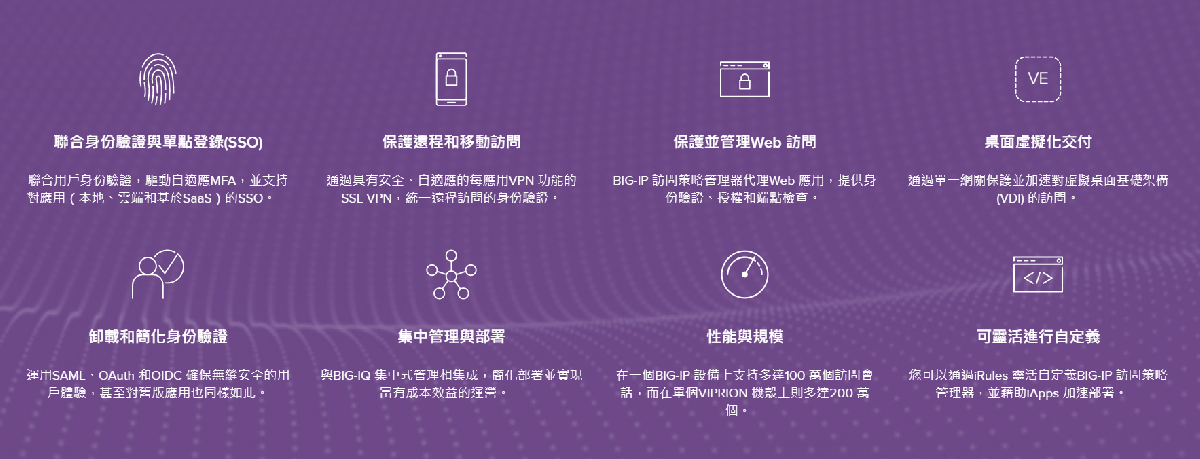 VE
聯合身份驗證與單點登錄(SSO)
保護遠程和移動訪問
保護並管理Web 訪問
桌面虛擬化交付
聯合用戶身份驗證，驅動自適應MFA，並支持
對應用（本地、雲端和基於SaaS）的SSO。
通過具有安全、自適應的每應用VPN 功能的
SSL VPN，統一遠程訪問的身份驗證。
BIG-IP 訪問策略管理器代理Web 應用，提供身
份驗證、授權和端點檢查。
通過單一網關保護並加速對虛擬桌面基礎架構
(VDI) 的訪問。
</>
卸載和簡化身份驗證
集中管理與部署
性能與規模
可靈活進行自定義
運用SAML、OAuth 和OIDC 確保無縫安全的用
戶體驗，甚至對舊版應用也同樣如此。
與BIG-IQ 集中式管理相集成，簡化部署並實現
富有成本效益的運營。
在一個BIG-IP 設備上支持多達100 萬個訪問會
話，而在單個VIPRION 機殼上則多達200 萬
個。
您可以通過iRules 靈活自定義BIG-IP 訪問策略
管理器，並藉助iApps 加速部署。